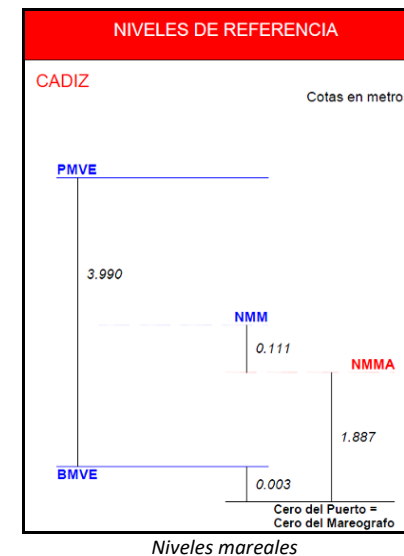 NIVELES DE REFERENCIA
CADIZ
Cotas en metro
PMVE
3.990
NMM
0.111
NMMA
1.887
BMVE
0.003
Cero del Puerto =
Cero del Mareografo
Niveles mareales